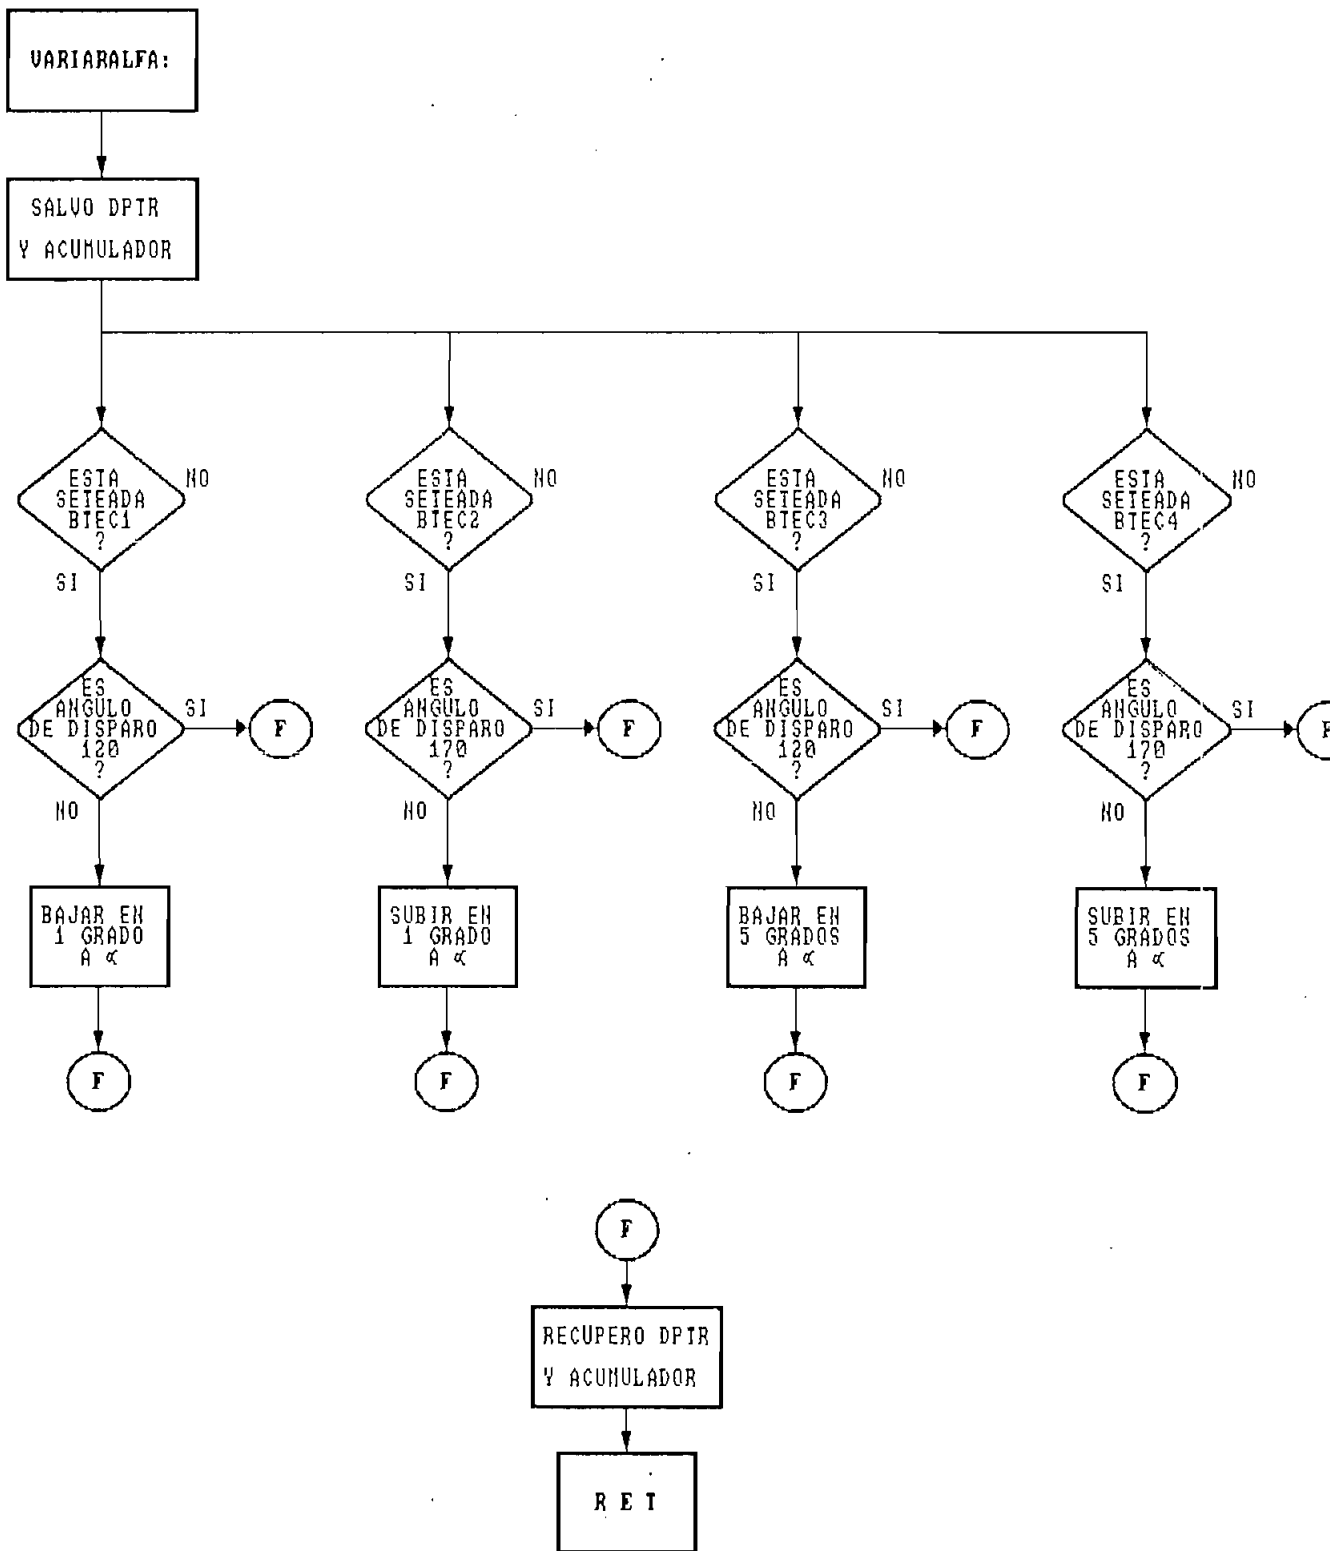 VARIARALFA:
SALVO DPTR
Y ACUMULADOR
ESTA
SETEADA
BTEC1
?
NO
SI
ES
ANGULO
DE DISPARO
120
?
SI
F
NO
BAJAR EN
1 GRADO
A α
F
ESTA
SETEADA
BTEC2
?
NO
SI
ES
ANGULO
DE DISPARO
170
?
SI
F
NO
SUBIR EN
1 GRADO
A α
F
ESTA
SETEADA
BTEC3
?
NO
SI
ES
ANGULO
DE DISPARO
120
?
SI
F
NO
BAJAR EN
5 GRADOS
A α
F
ESTA
SETEADA
BTEC4
?
NO
SI
ES
ANGULO
DE DISPARO
170
?
SI
F
NO
SUBIR EN
5 GRADOS
A α
F
F
RECUPERO DPTR
Y ACUMULADOR
R E T